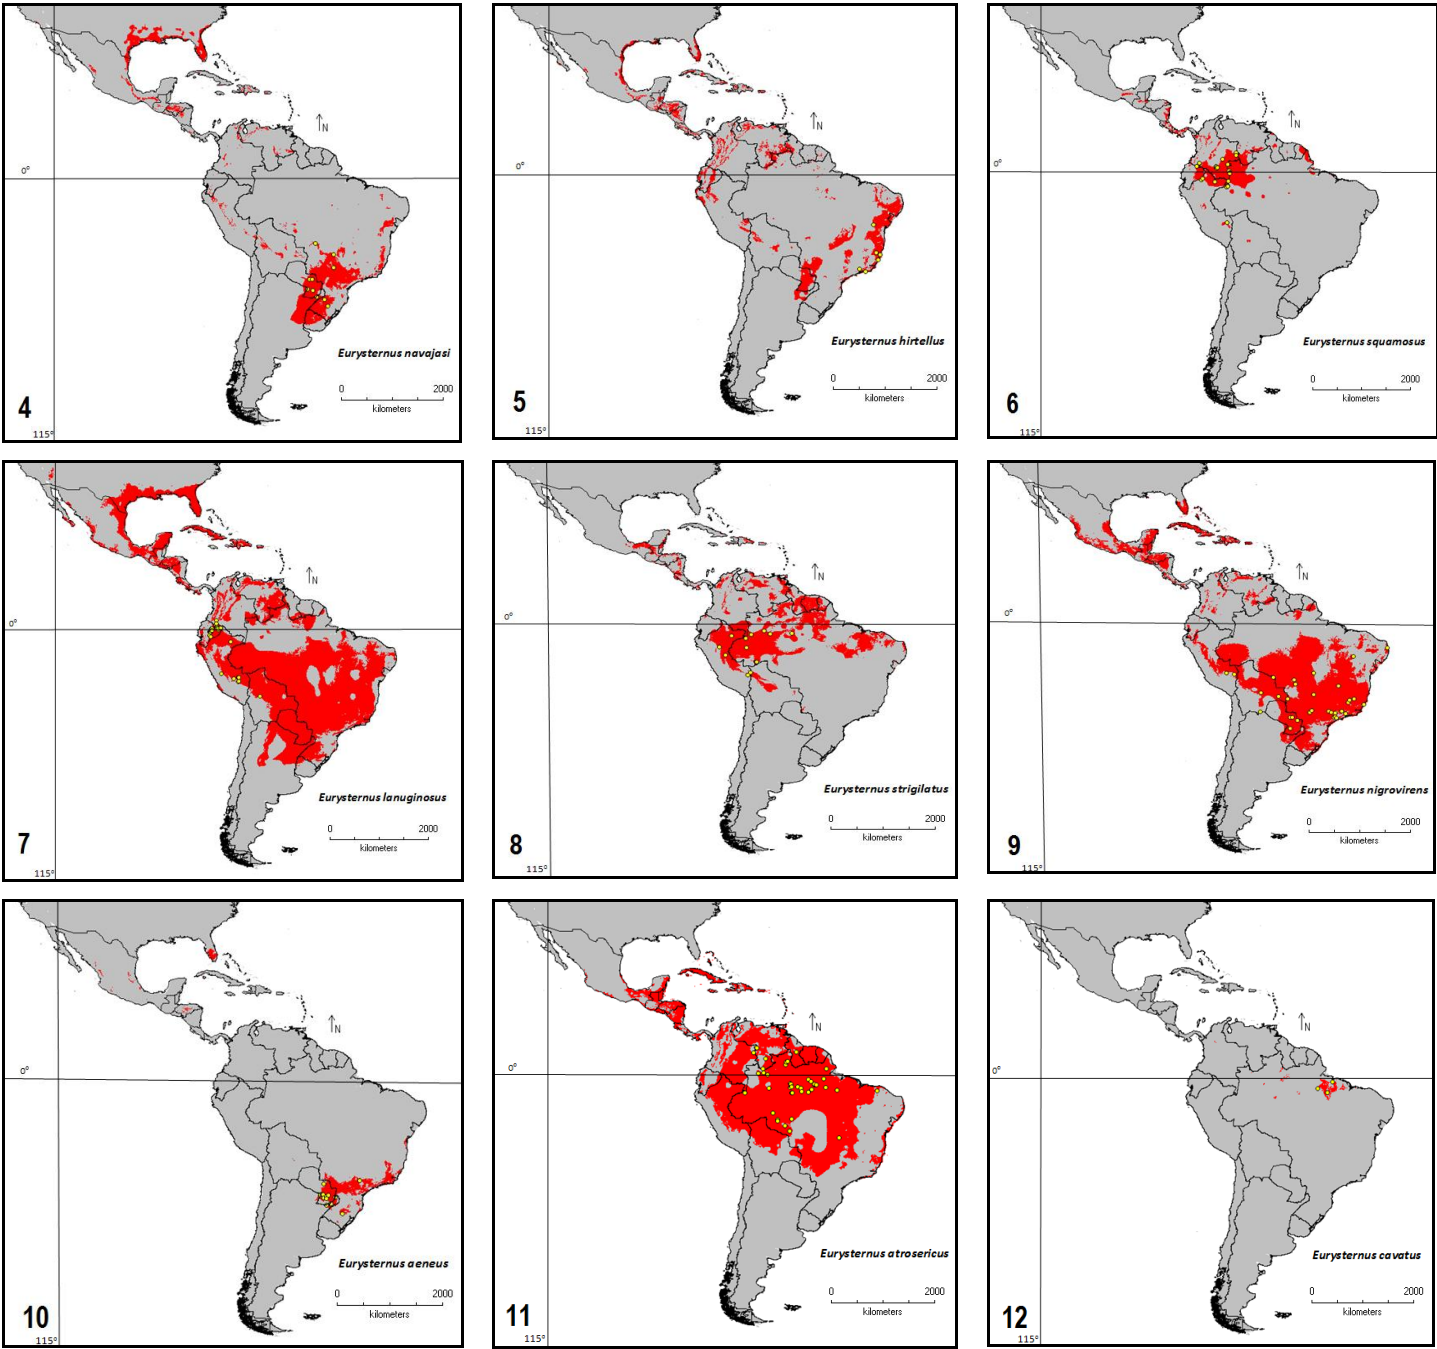 N
0°
Eurysternus navajasi
0 2000
kilometers
4
115°
N
0°
Eurysternus hirtellus
0 2000
kilometers
5
115°
N
0°
Eurysternus squamosus
0 2000
kilometers
6
115°
N
0°
Eurysternus lanuginosus
0 2000
kilometers
7
115°
N
0°
Eurysternus strigilatus
0 2000
kilometers
8
115°
N
0°
Eurysternus nigrovirens
0 2000
kilometers
9
115°
N
0°
Eurysternus aeneus
0 2000
kilometers
10
115°
N
0°
Eurysternus atrosericus
0 2000
kilometers
11
115°
N
0°
Eurysternus cavatus
0 2000
kilometers
12
115°